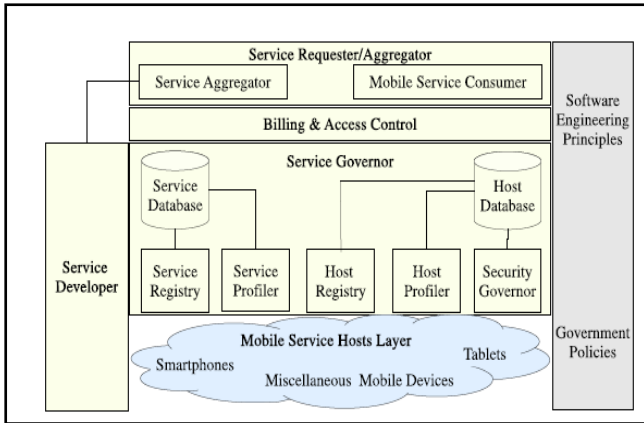 Service Requester/Aggregator
Service Aggregator
Mobile Service Consumer
Billing & Access Control
Service Governor
Service
Database
Host
Database
Service
Registry
Service
Profiler
Host
Registry
Host
Profiler
Security
Governor
Service
Developer
Mobile Service Hosts Layer
Smartphones
Tablets
Miscellaneous Mobile Devices
Software
Engineering
Principles
Government
Policies